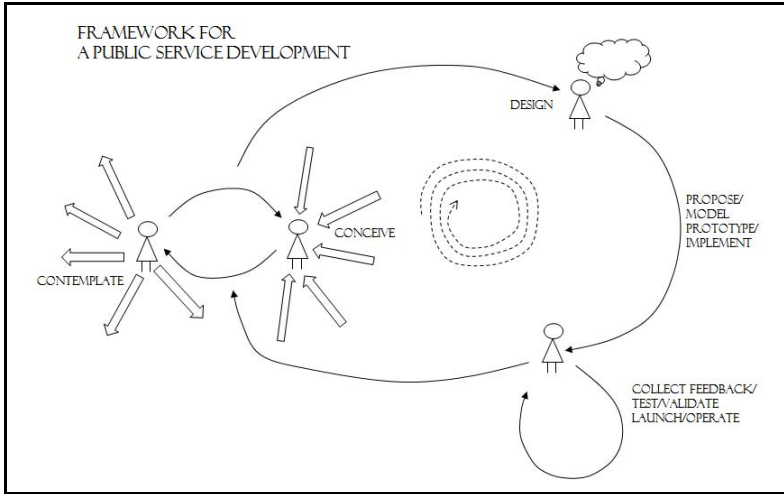 FRAMEWORK FOR
A PUBLIC SERVICE DEVELOPMENT
DESIGN
PROPOSE/
MODEL
PROTOTYPE/
IMPLEMENT
CONCEIVE
CONTEMPLATE
COLLECT FEEDBACK/
TEST/VALIDATE
LAUNCH/OPERATE